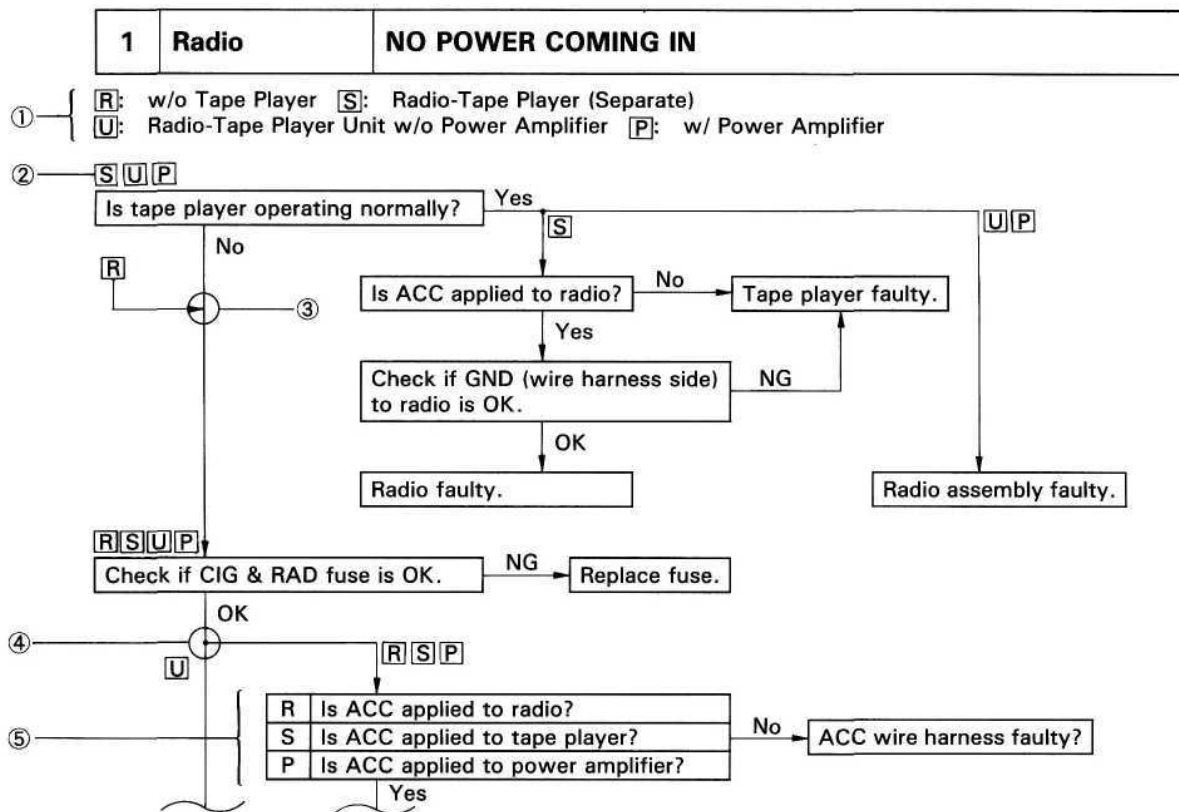 1 Radio NO POWER COMING IN
① R: w/o Tape Player S: Radio-Tape Player (Separate)
U: Radio-Tape Player Unit w/o Power Amplifier P: w/ Power Amplifier
② S U P
Is tape player operating normally? Yes
S
U P
No
R
③
Is ACC applied to radio? No Tape player faulty.
Yes
Check if GND (wire harness side) NG
to radio is OK.
OK
Radio faulty. Radio assembly faulty.
R S U P
Check if CIG & RAD fuse is OK. NG Replace fuse.
OK
④
U
R S P
⑤
R Is ACC applied to radio?
S Is ACC applied to tape player? No ACC wire harness faulty?
P Is ACC applied to power amplifier?
Yes